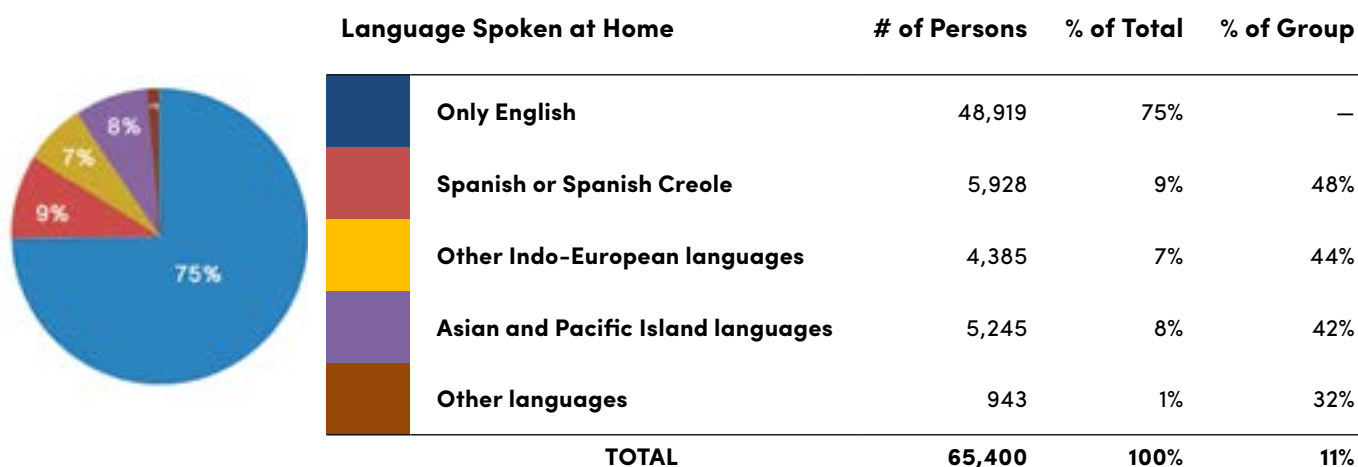 Language Spoken at Home # of Persons % of Total % of Group
Only English 48,919 75% —
Spanish or Spanish Creole 5,928 9% 48%
Other Indo-European languages 4,385 7% 44%
Asian and Pacific Island languages 5,245 8% 42%
Other languages 943 1% 32%
TOTAL 65,400 100% 11%
8%
7%
9%
75%